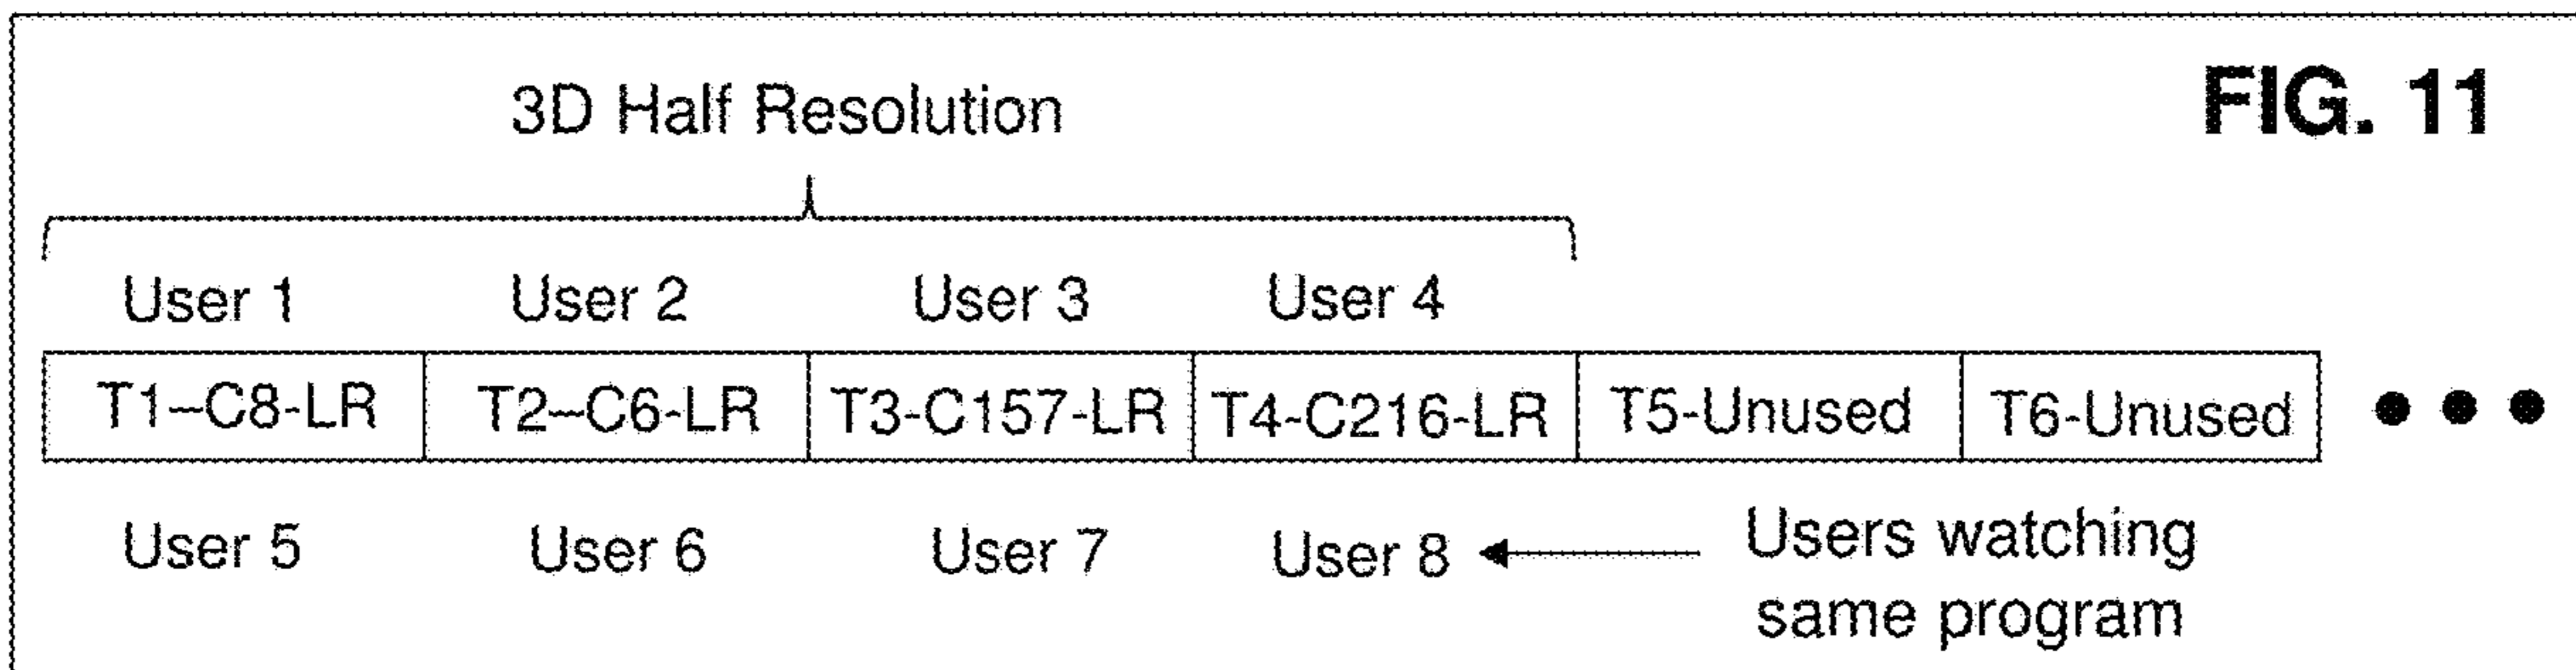 FIG. 11
3D Half Resolution
User 1 User 2 User 3 User 4
T1–C8-LR T2–C6-LR T3-C157-LR T4-C216-LR T5-Unused T6-Unused
User 5 User 6 User 7 User 8 Users watching
same program